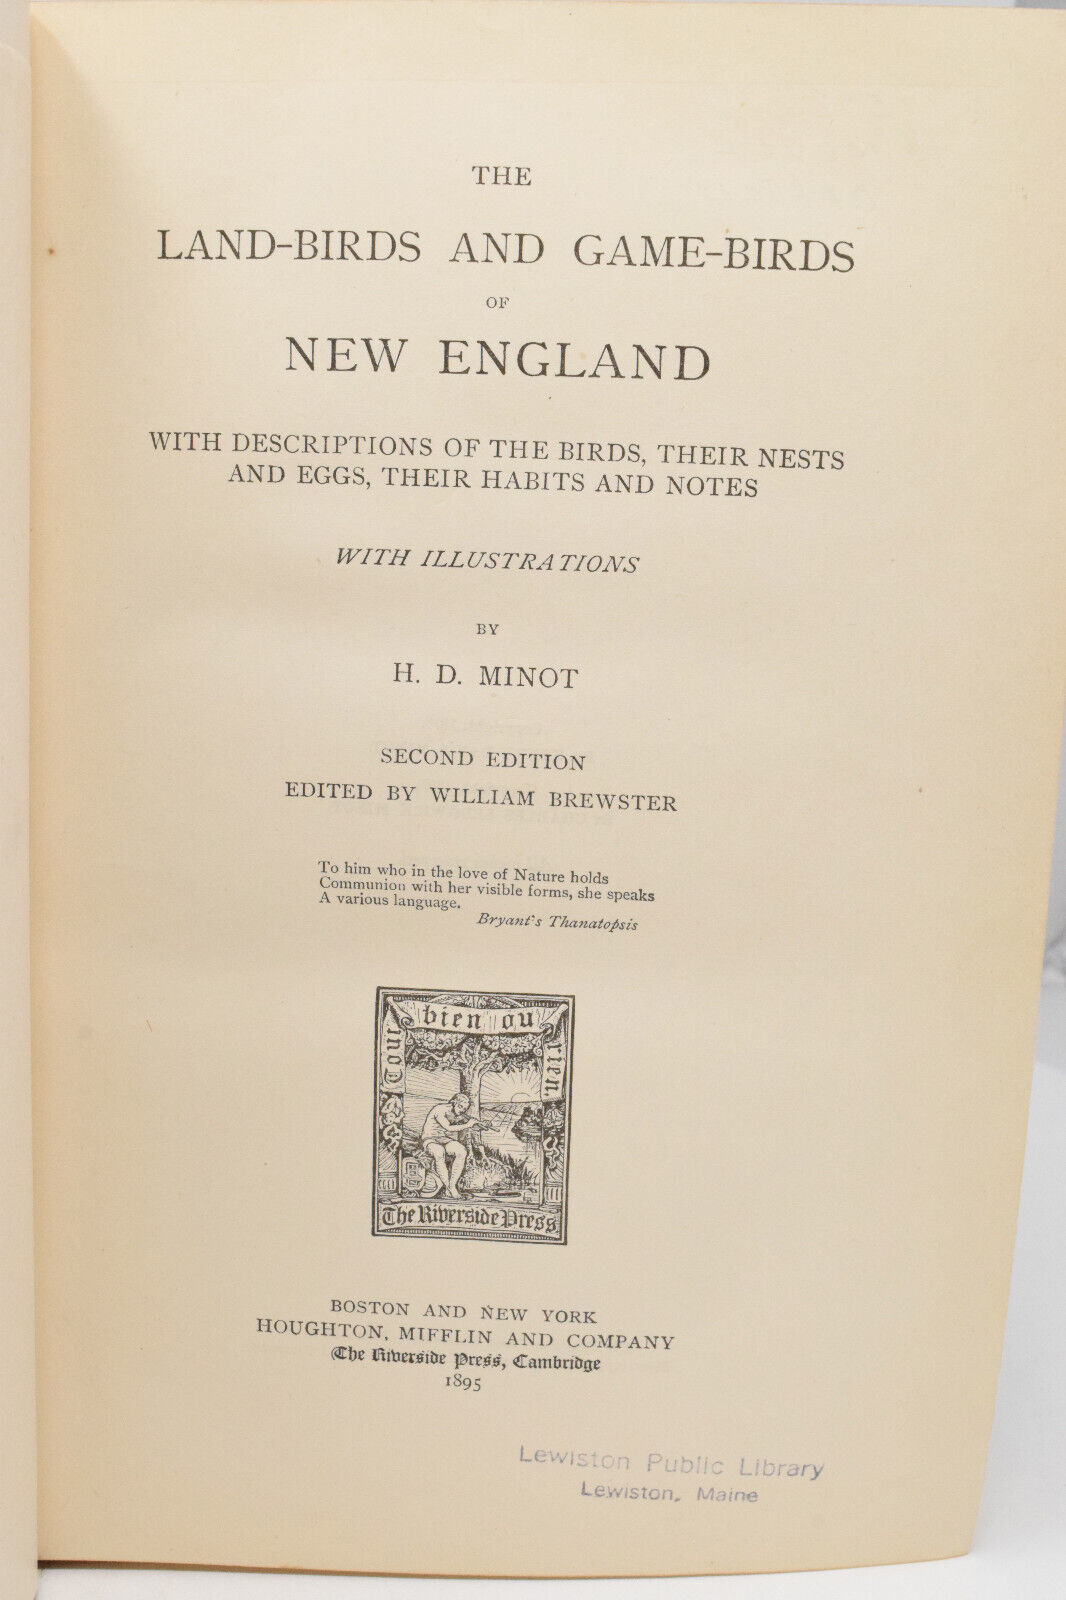 THE
LAND-BIRDS AND GAME-BIRDS
OF
NEW ENGLAND
WITH DESCRIPTIONS OF THE BIRDS, THEIR NESTS
AND EGGS, THEIR HABITS AND NOTES
WITH ILLUSTRATIONS
BY
H. D. MINOT
SECOND EDITION
EDITED BY WILLIAM BREWSTER
To him who in the love of Nature holds
Communion with her visible forms, she speaks
A various language.
Bryant's Thanatopsis
Tout
bien ou
rien.
The Riverside Press
BOSTON AND NEW YORK
HOUGHTON, MIFFLIN AND COMPANY
The Riverside Press, Cambridge
1895
Lewiston Public Library
Lewiston, Maine